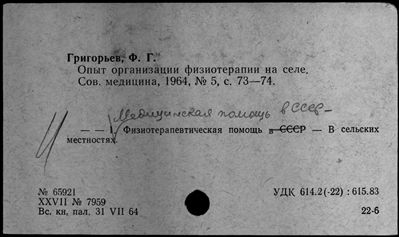 Григорьев, Ф. Г.
Опыт организации физиотерапии на селе.
Сов. медицина, 1964, № 5, с. 73—74.
Медицинская помощь в СССР —
— — 1. Физиотерапевтическая помощь в СССР — В сельских
местностях.
№ 65921
XXVII № 7959
Вс. кн. пал. 31 VII 64
УДК 614.2(-22) : 615.83
22-6